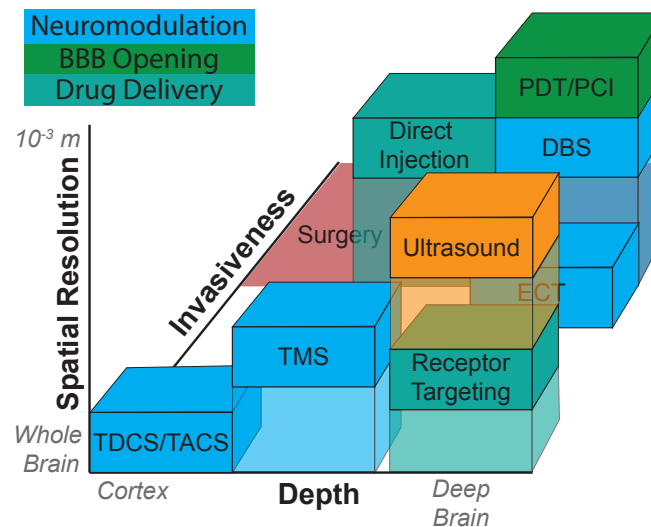 Neuromodulation
BBB Opening
Drug Delivery
PDT/PCI
10-³ m
Direct
Injection
DBS
Spatial Resolution
Invasiveness
Surgery
Ultrasound
ECT
TMS
Receptor
Targeting
TDCS/TACS
Whole
Brain
Cortex
Depth
Deep
Brain